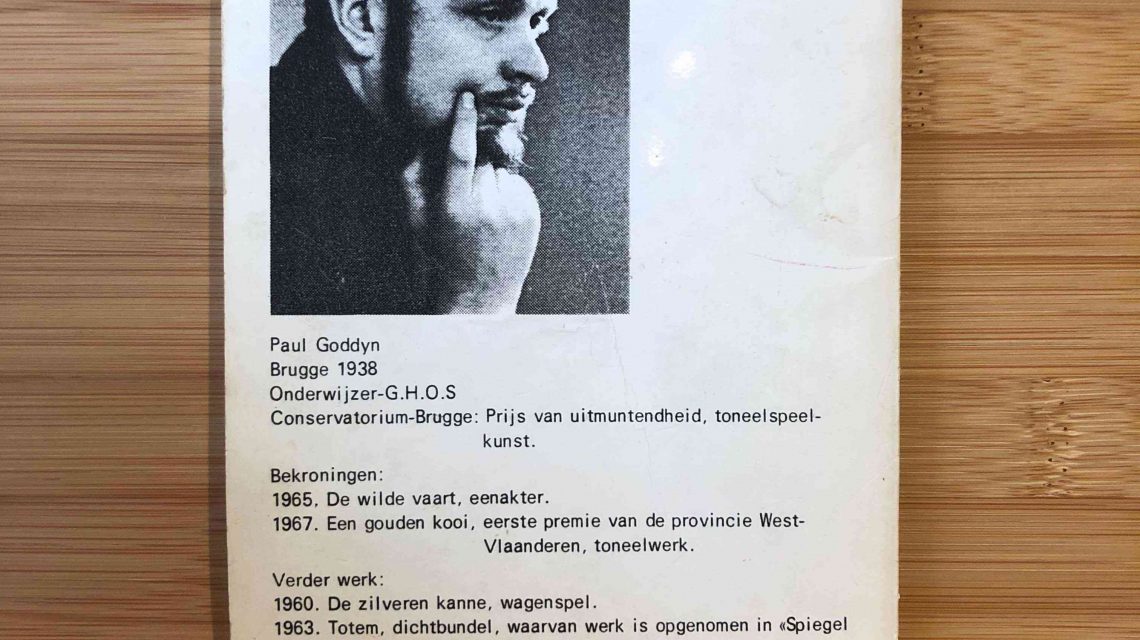 Paul Goddyn
Brugge 1938
Onderwijzer-G.H.O.S
Conservatorium-Brugge: Prijs van uitmuntendheid, toneelspeel-
kunst.
Bekroningen:
1965. De wilde vaart, eenakter.
1967. Een gouden kooi, eerste premie van de provincie West-
Vlaanderen, toneelwerk.
Verder werk:
1960. De zilveren kanne, wagenspel.
1963. Totem, dichtbundel, waarvan werk is opgenomen in «Spiegel